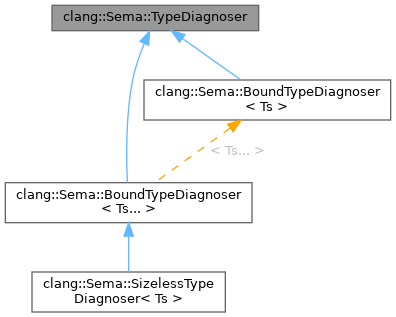 clang::Sema::TypeDiagnoser
clang::Sema::BoundTypeDiagnoser
< Ts >
< Ts... >
clang::Sema::BoundTypeDiagnoser
< Ts... >
clang::Sema::SizelessType
Diagnoser< Ts >